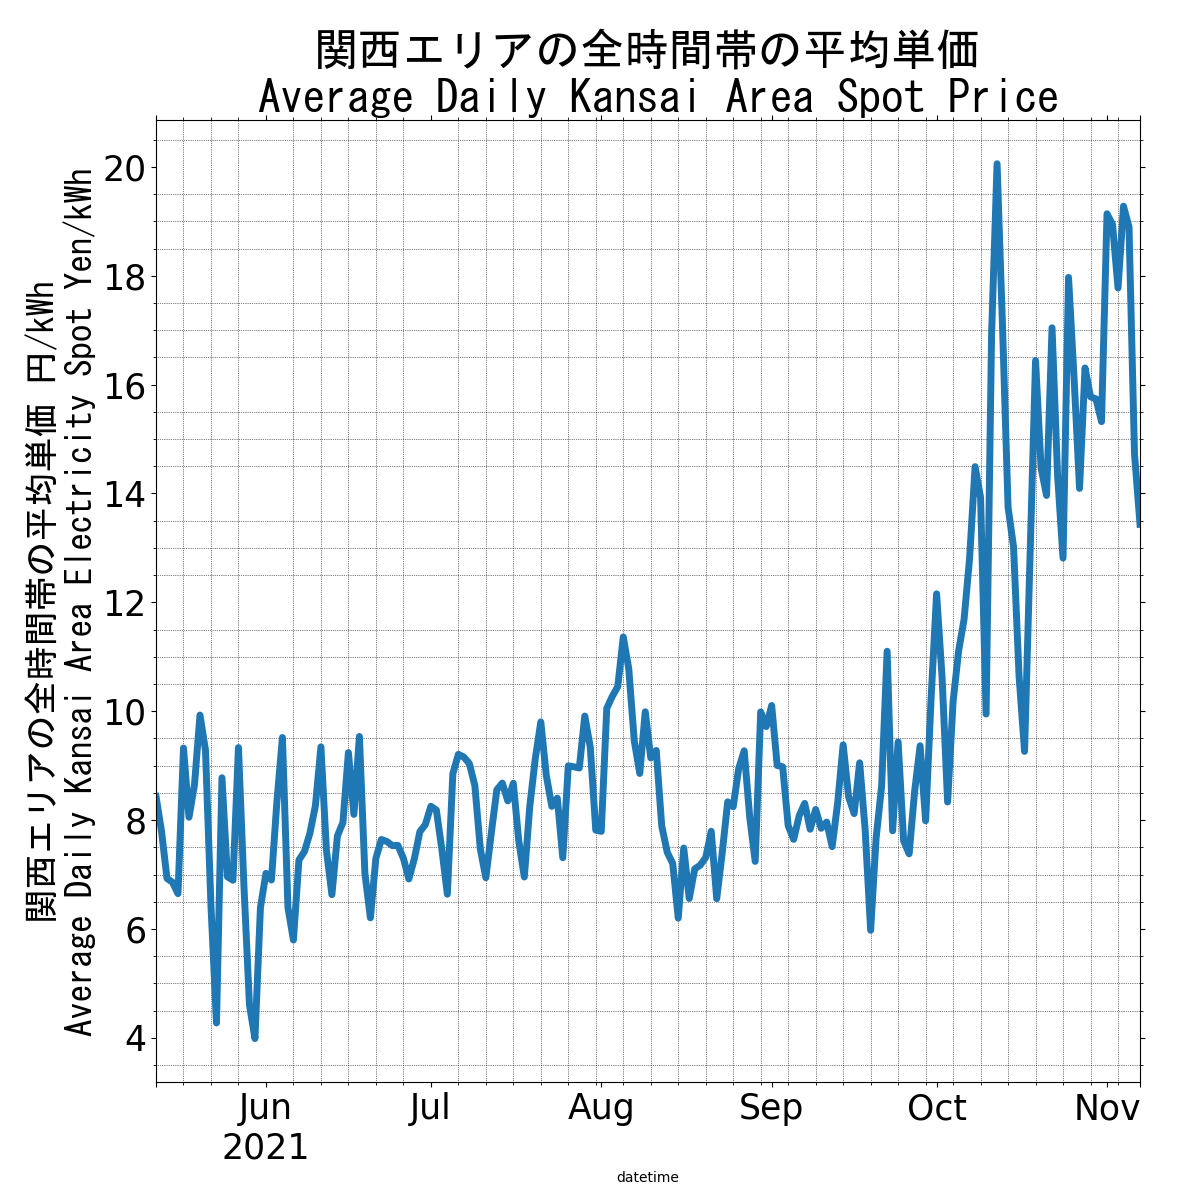 関西エリアの全時間帯の平均単価
Average Daily Kansai Area Spot Price
関西エリアの全時間帯の平均単価 円/kWh
Average Daily Kansai Area Electricity Spot Yen/kWh
20
18
16
14
12
10
8
6
4
Jun Jul Aug Sep Oct Nov
2021
datetime